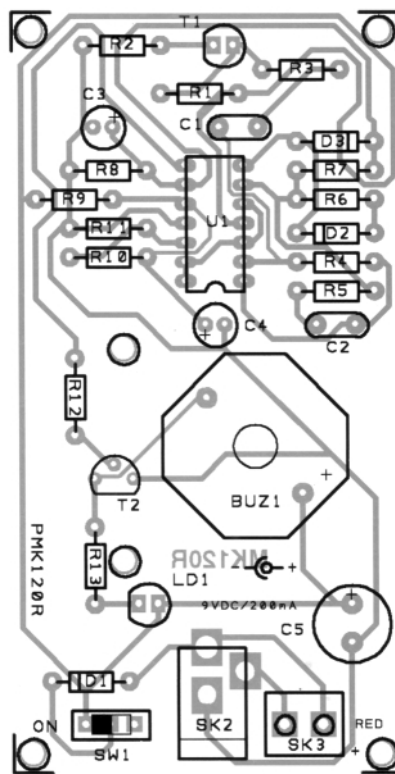 T1
R2
R3
R1
C3
C1
+
D3
R8
R7
R9
U1
R6
R11
D2
R10
R4
R5
+
C4
C2
R12
+
T2
BUZ1
PMK120R
MK120R
R13
+
LD1
9VDC/200mA
+
C5
D1
ON
SW1
SK2
SK3
RED
+